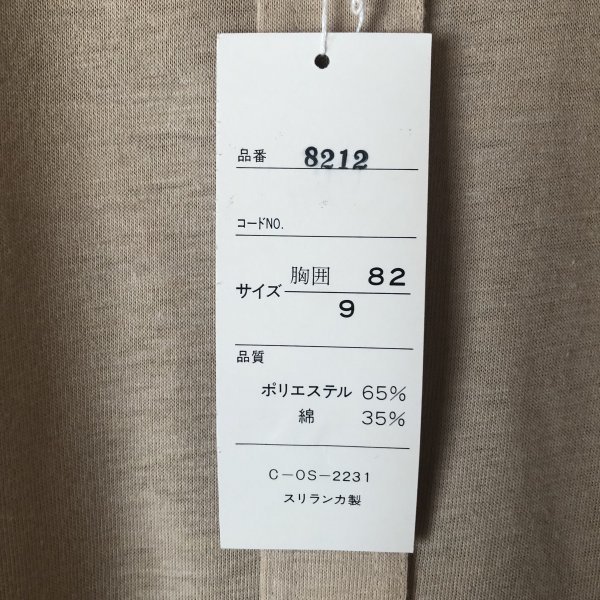 品番 8212
コードNO.
サイズ 胸囲 82
9
品質
ポリエステル 65%
綿 35%
C-OS-2231
スリランカ製